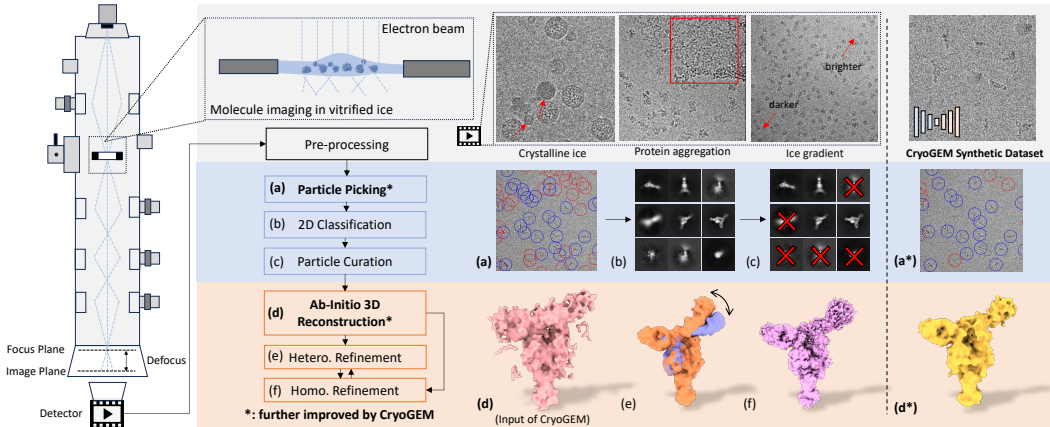 Electron beam
Molecule imaging in vitrified ice
brighter
darker
Crystalline ice
Protein aggregation
Ice gradient
CryoGEM Synthetic Dataset
Pre-processing
(a) Particle Picking*
(b) 2D Classification
(c) Particle Curation
(a)
(b)
(c)
(a*)
(d) Ab-Initio 3D
Reconstruction*
(e) Hetero. Refinement
(f) Homo. Refinement
*: further improved by CryoGEM
(d)
(Input of CryoGEM)
(e)
(f)
(d*)
Focus Plane
Image Plane
Defocus
Detector